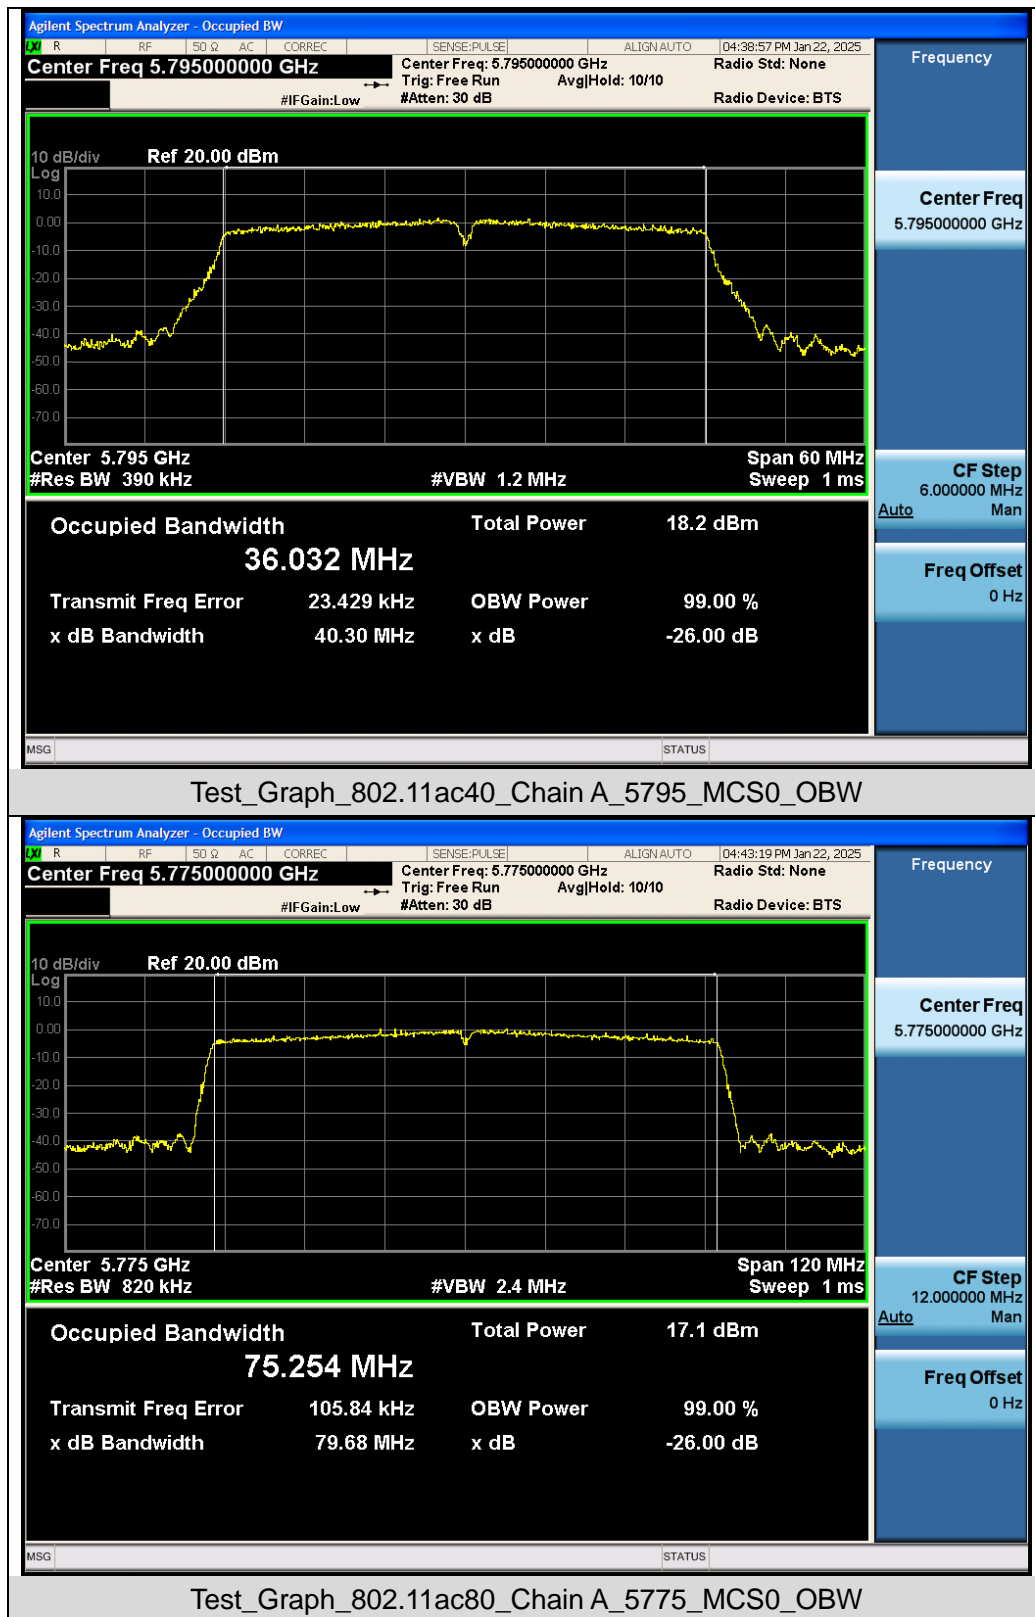 Agilent Spectrum Analyzer - Occupied BW
LXI R RF 50 Ω AC CORREC SENSE:PULSE ALIGN AUTO 04:38:57 PM Jan 22, 2025
Center Freq 5.795000000 GHz
Center Freq: 5.795000000 GHz
Radio Std: None
Trig: Free Run Avg|Hold: 10/10
#IFGain:Low
#Atten: 30 dB
Radio Device: BTS
10 dB/div Ref 20.00 dBm
Log
10.0
0.00
-10.0
-20.0
-30.0
-40.0
-50.0
-60.0
-70.0
Center 5.795 GHz Span 60 MHz
#Res BW 390 kHz #VBW 1.2 MHz Sweep 1 ms
Occupied Bandwidth Total Power 18.2 dBm
36.032 MHz
Transmit Freq Error 23.429 kHz OBW Power 99.00 %
x dB Bandwidth 40.30 MHz x dB -26.00 dB
MSG STATUS
Frequency
Center Freq
5.795000000 GHz
CF Step
6.000000 MHz
Auto Man
Freq Offset
0 Hz
Test_Graph_802.11ac40_Chain A_5795_MCS0_OBW
Agilent Spectrum Analyzer - Occupied BW
LXI R RF 50 Ω AC CORREC SENSE:PULSE ALIGN AUTO 04:43:19 PM Jan 22, 2025
Center Freq 5.775000000 GHz
Center Freq: 5.775000000 GHz
Radio Std: None
Trig: Free Run Avg|Hold: 10/10
#IFGain:Low
#Atten: 30 dB
Radio Device: BTS
10 dB/div Ref 20.00 dBm
Log
10.0
0.00
-10.0
-20.0
-30.0
-40.0
-50.0
-60.0
-70.0
Center 5.775 GHz Span 120 MHz
#Res BW 820 kHz #VBW 2.4 MHz Sweep 1 ms
Occupied Bandwidth Total Power 17.1 dBm
75.254 MHz
Transmit Freq Error 105.84 kHz OBW Power 99.00 %
x dB Bandwidth 79.68 MHz x dB -26.00 dB
MSG STATUS
Frequency
Center Freq
5.775000000 GHz
CF Step
12.000000 MHz
Auto Man
Freq Offset
0 Hz
Test_Graph_802.11ac80_Chain A_5775_MCS0_OBW